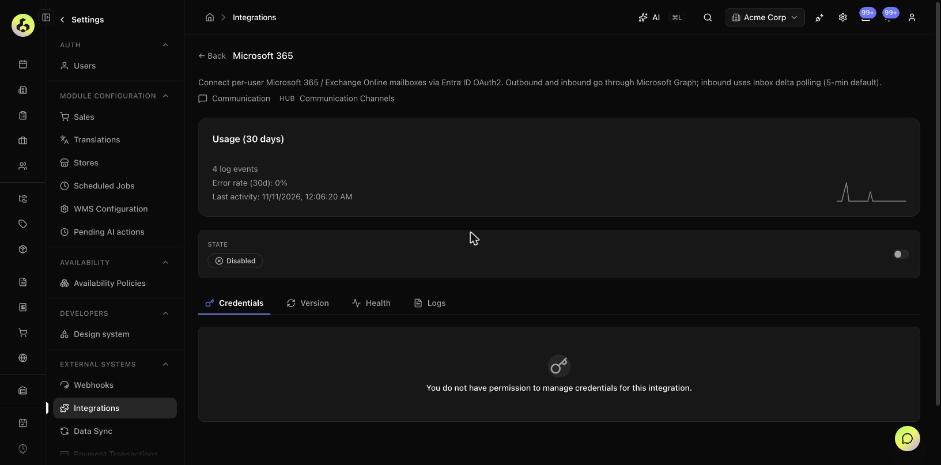 Settings
Integrations
AI
⌘L
Acme Corp
99+
99+
AUTH
Users
MODULE CONFIGURATION
Sales
Translations
Stores
Scheduled Jobs
WMS Configuration
Pending AI actions
AVAILABILITY
Availability Policies
DEVELOPERS
Design system
EXTERNAL SYSTEMS
Webhooks
Integrations
Data Sync
Payment Transactions
← Back Microsoft 365
Connect per-user Microsoft 365 / Exchange Online mailboxes via Entra ID OAuth2. Outbound and inbound go through Microsoft Graph; inbound uses Inbox delta polling (5-min default).
Communication HUB Communication Channels
Usage (30 days)
4 log events
Error rate (30d): 0%
Last activity: 11/11/2026, 12:06:20 AM
STATE
Disabled
Credentials Version Health Logs
You do not have permission to manage credentials for this integration.